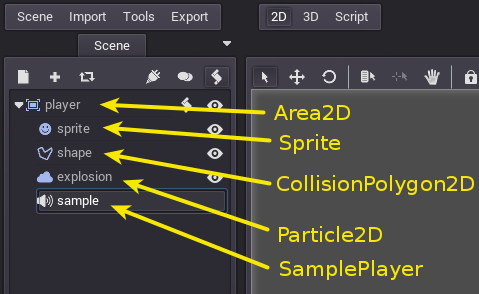 Scene Import Tools Export 2D 3D Script
Scene
player
Area2D
sprite
Sprite
shape
CollisionPolygon2D
explosion
Particle2D
sample
SamplePlayer